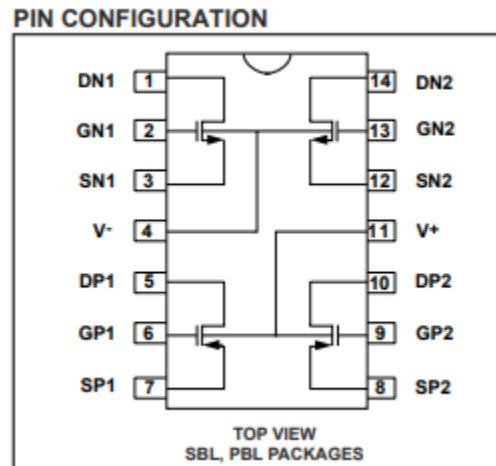 PIN CONFIGURATION
DN1 1 14 DN2
GN1 2 13 GN2
SN1 3 12 SN2
V- 4 11 V+
DP1 5 10 DP2
GP1 6 9 GP2
SP1 7 8 SP2
TOP VIEW
SBL, PBL PACKAGES